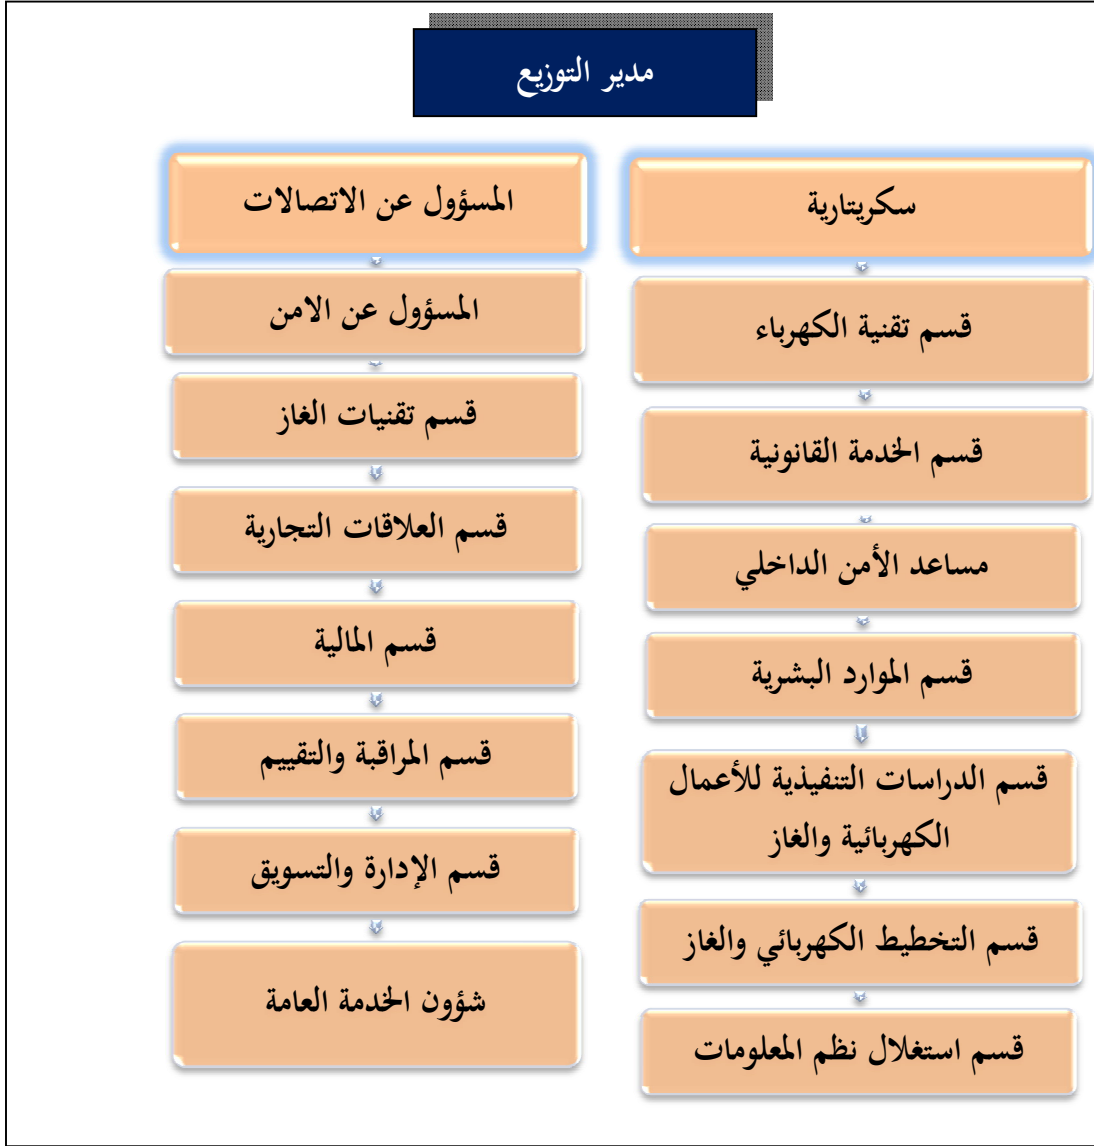 مدير التوزيع
سكريتارية
قسم تقنية الكهرباء
قسم الخدمة القانونية
مساعد الأمن الداخلي
قسم الموارد البشرية
قسم الدراسات التنفيذية للأعمال
الكهربائية والغاز
قسم التخطيط الكهربائي والغاز
قسم استغلال نظم المعلومات
المسؤول عن الاتصالات
المسؤول عن الامن
قسم تقنيات الغاز
قسم العلاقات التجارية
قسم المالية
قسم المراقبة والتقييم
قسم الإدارة والتسويق
شؤون الخدمة العامة